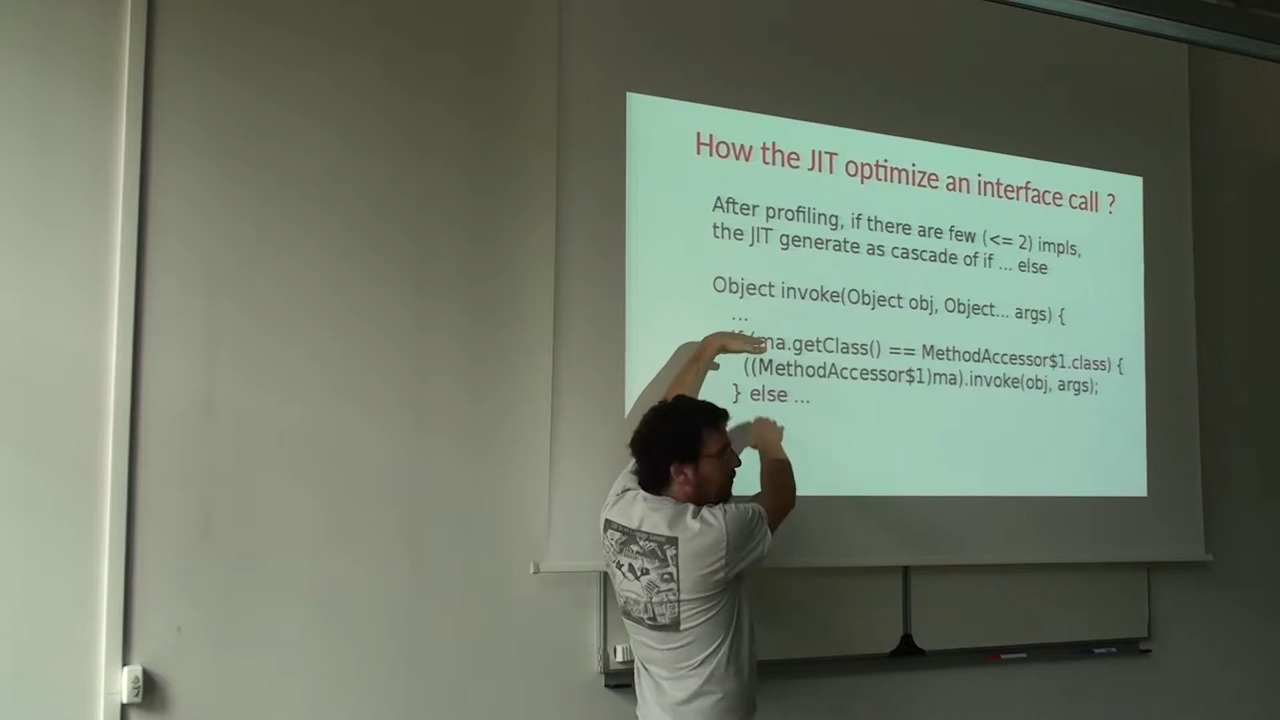 How the JIT optimize an interface call ?
After profiling, if there are few (<= 2) impls,
the JIT generate as cascade of if ... else
Object invoke(Object obj, Object... args) {
...
(ma.getClass() == MethodAccessor$1.class) {
((MethodAccessor$1)ma).invoke(obj, args);
} else ...